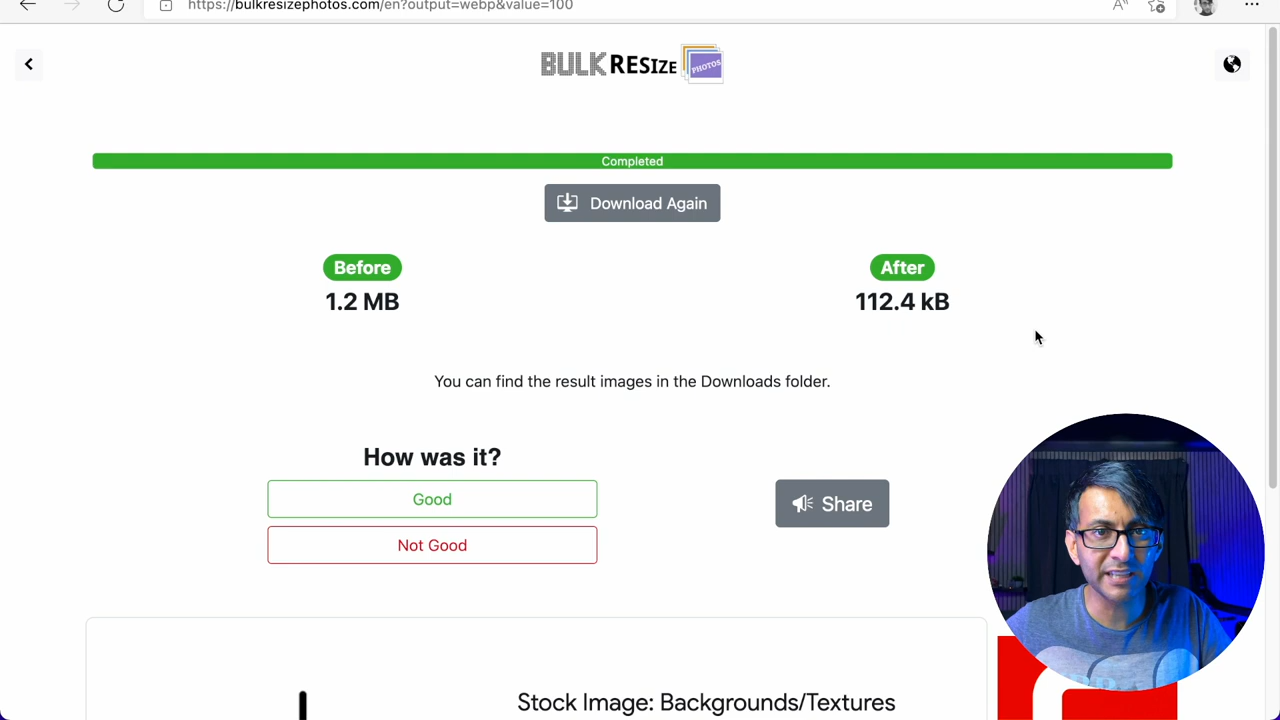 https://bulkresizephotos.com/en?output=webp&value=100
BULK RESIZE PHOTOS
Completed
Download Again
Before
After
1.2 MB
112.4 kB
You can find the result images in the Downloads folder.
How was it?
Good
Share
Not Good
Stock Image: Backgrounds/Textures